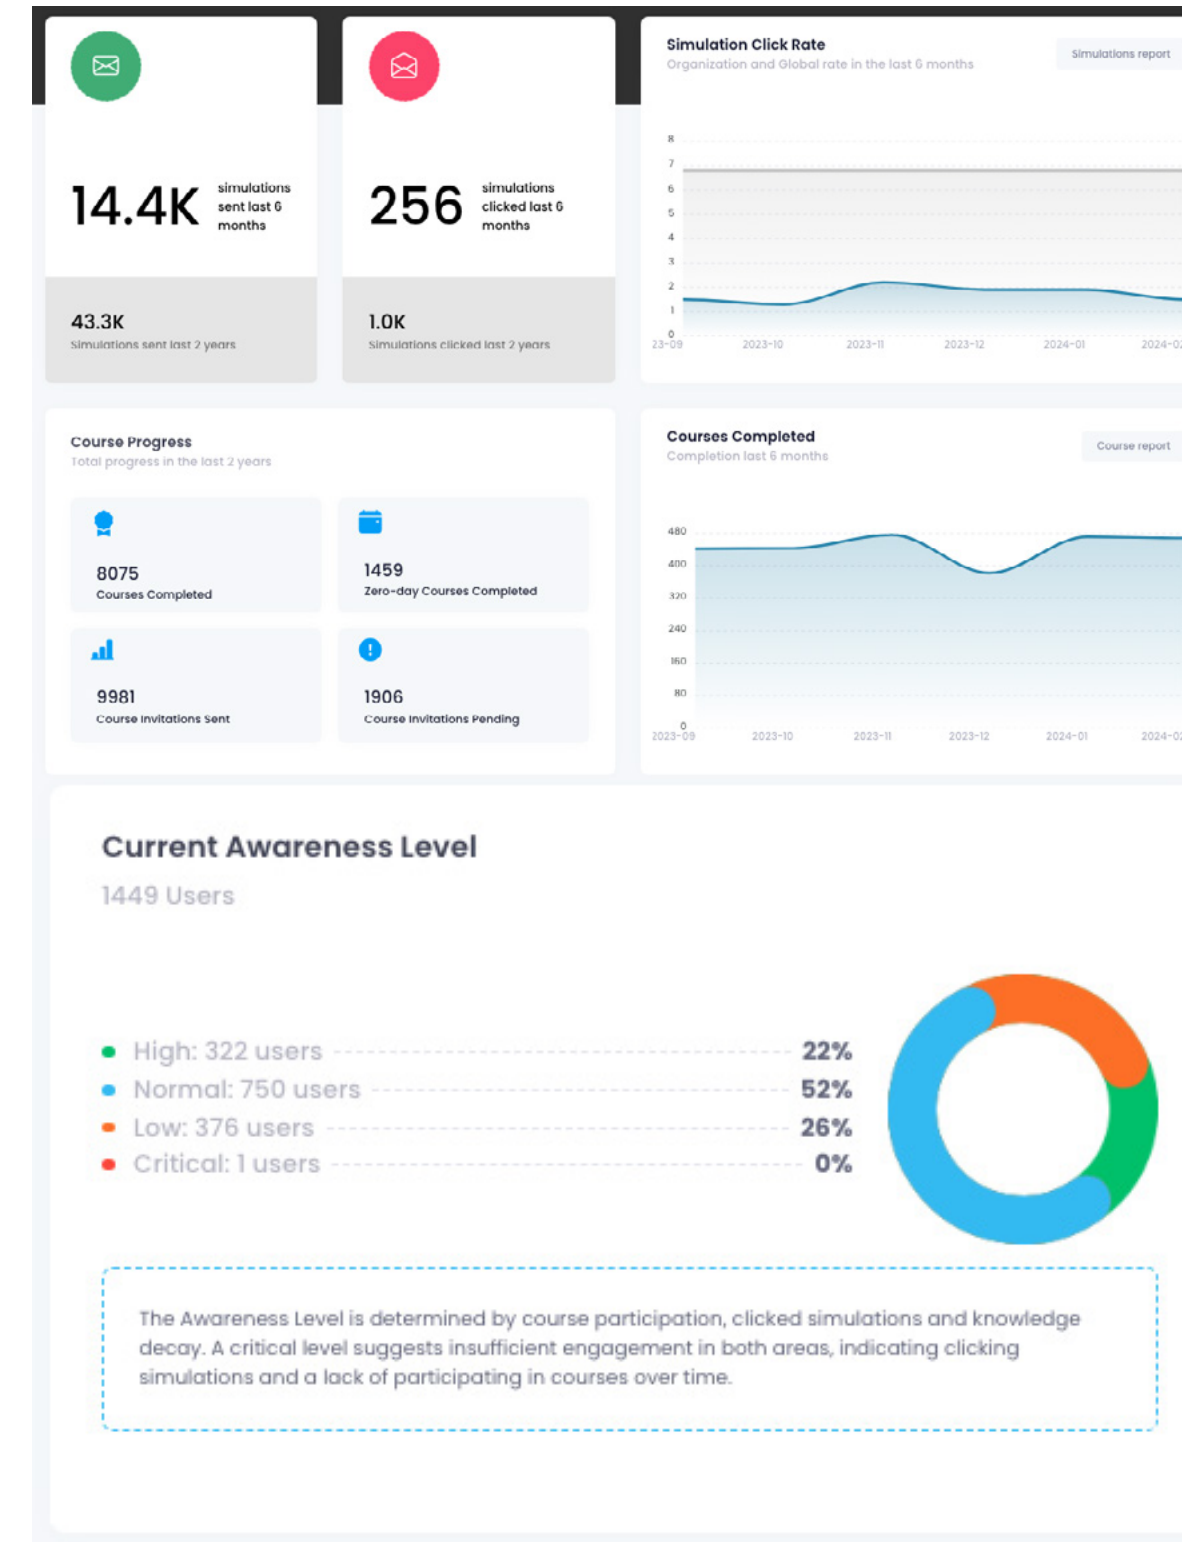 14.4K
simulations
sent last 6
months
43.3K
Simulations sent last 2 years
256
simulations
clicked last 6
months
1.0K
Simulations clicked last 2 years
Simulation Click Rate
Organization and Global rate in the last 6 months
Simulations report
8
7
6
5
4
3
2
1
0
23-09 2023-10 2023-11 2023-12 2024-01 2024-02
Course Progress
Total progress in the last 2 years
8075
Courses Completed
1459
Zero-day Courses Completed
9981
Course Invitations Sent
1906
Course Invitations Pending
Courses Completed
Completion last 6 months
Course report
480
400
320
240
160
80
0
2023-09 2023-10 2023-11 2023-12 2024-01 2024-02
Current Awareness Level
1449 Users
High: 322 users 22%
Normal: 750 users 52%
Low: 376 users 26%
Critical: 1 users 0%
The Awareness Level is determined by course participation, clicked simulations and knowledge
decay. A critical level suggests insufficient engagement in both areas, indicating clicking
simulations and a lack of participating in courses over time.